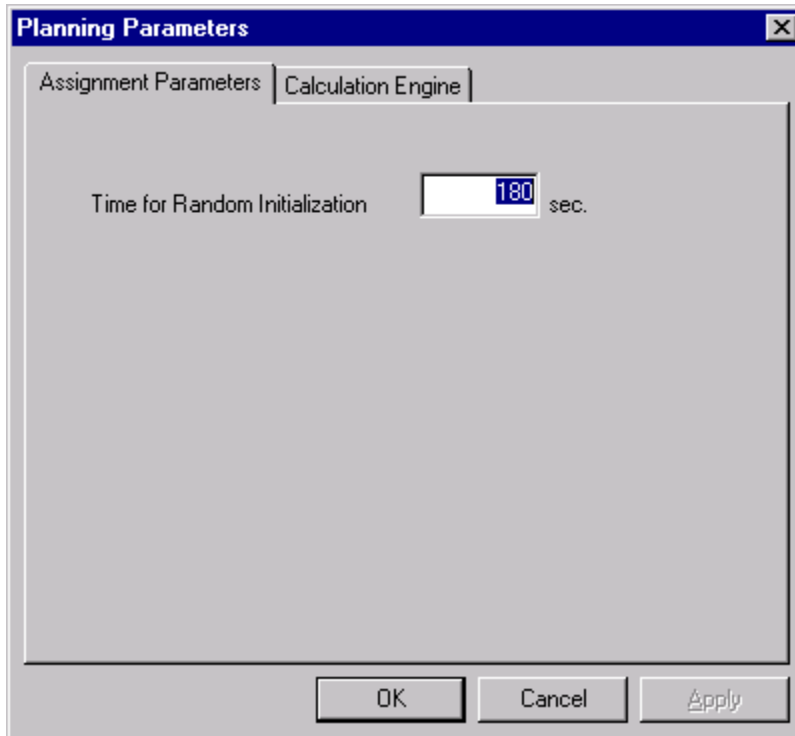 Planning Parameters
Assignment Parameters Calculation Engine
Time for Random Initialization 180 sec.
OK Cancel Apply